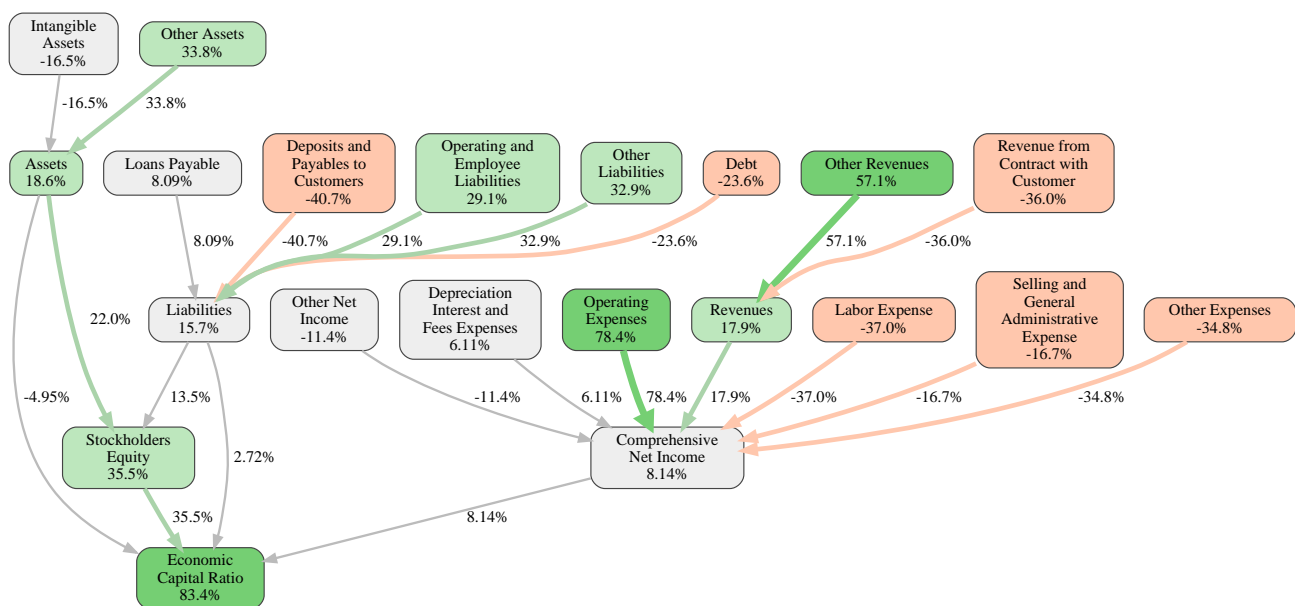 Intangible
Assets
-16.5%
Other Assets
33.8%
-16.5%
33.8%
Assets
18.6%
Loans Payable
8.09%
Deposits and
Payables to
Customers
-40.7%
Operating and
Employee
Liabilities
29.1%
Other
Liabilities
32.9%
Debt
-23.6%
Other Revenues
57.1%
Revenue from
Contract with
Customer
-36.0%
8.09%
-40.7%
29.1%
32.9%
-23.6%
57.1%
-36.0%
22.0%
Liabilities
15.7%
Other Net
Income
-11.4%
Depreciation
Interest and
Fees Expenses
6.11%
Operating
Expenses
78.4%
Revenues
17.9%
Labor Expense
-37.0%
Selling and
General
Administrative
Expense
-16.7%
Other Expenses
-34.8%
-4.95%
13.5%
-11.4%
6.11%
78.4%
17.9%
-37.0%
-16.7%
-34.8%
Stockholders
Equity
35.5%
2.72%
Comprehensive
Net Income
8.14%
35.5%
8.14%
Economic
Capital Ratio
83.4%